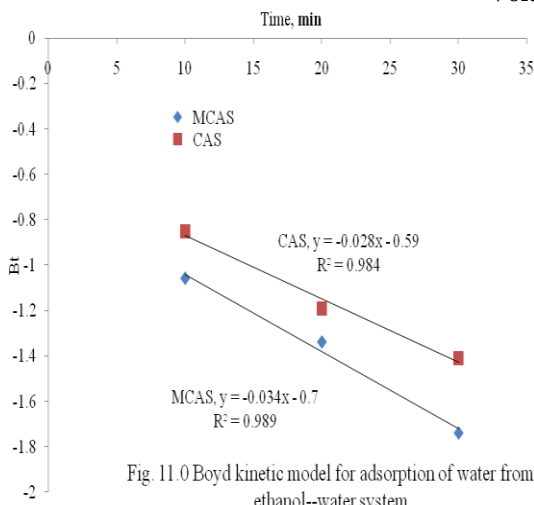 Time, min
0 5 10 15 20 25 30 35
0
-0.2
-0.4
-0.6
-0.8
-1
-1.2
-1.4
-1.6
-1.8
-2
Bt
MCAS
CAS
CAS, y = -0.028x - 0.59
R² = 0.984
MCAS, y = -0.034x - 0.7
R² = 0.989
Fig. 11.0 Boyd kinetic model for adsorption of water from
ethanol--water system